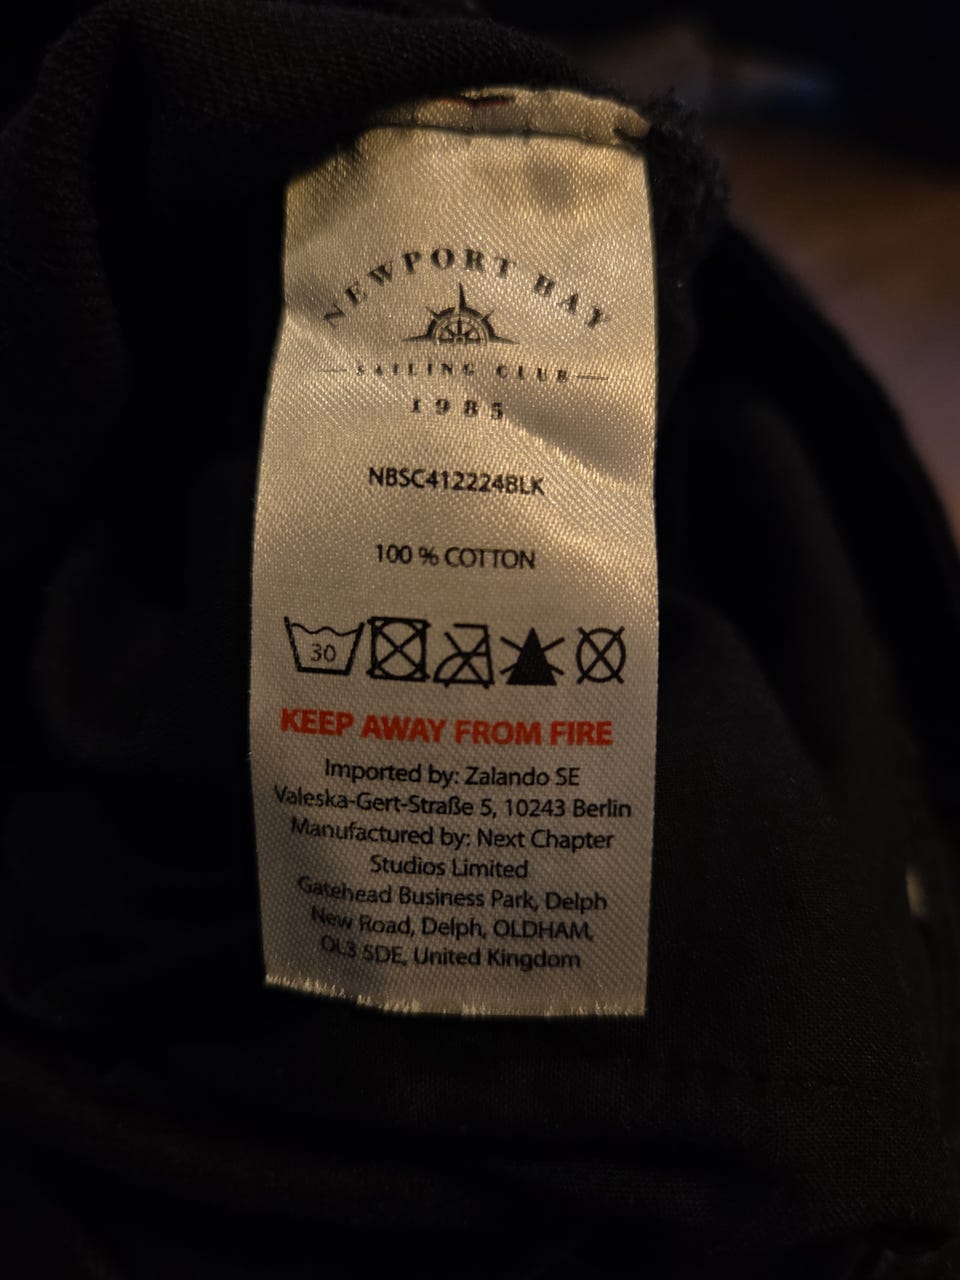 NEWPORT BAY
SAILING CLUB
1985
NBSC412224BLK
100 % COTTON
30
KEEP AWAY FROM FIRE
Imported by: Zalando SE
Valeska-Gert-Straße 5, 10243 Berlin
Manufactured by: Next Chapter
Studios Limited
Gatehead Business Park, Delph
New Road, Delph, OLDHAM,
OL3 5DE, United Kingdom